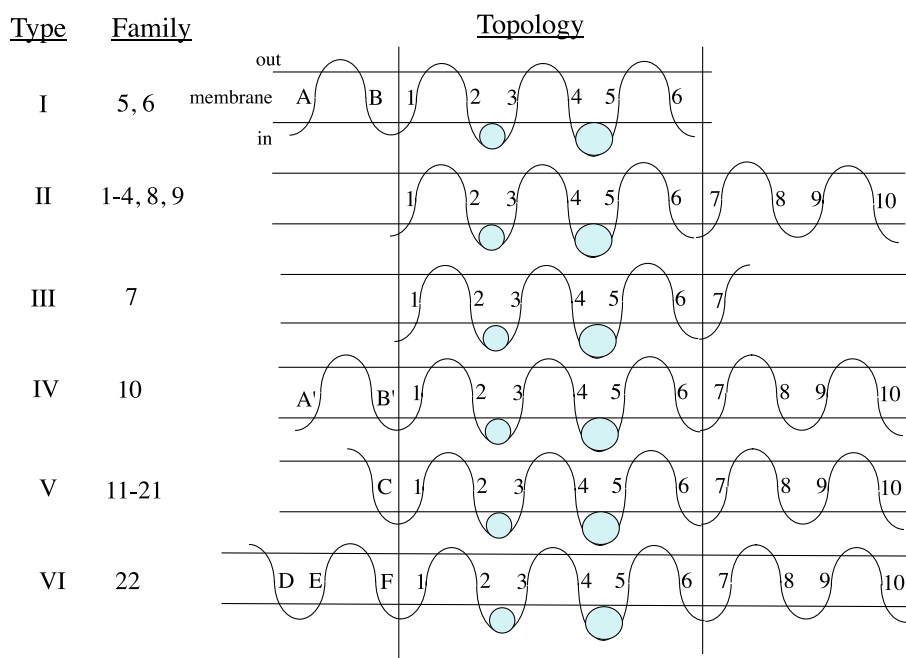 Type Family Topology
out
I 5, 6 membrane A B 1 2 3 4 5 6
in
II 1-4, 8, 9 1 2 3 4 5 6 7 8 9 10
III 7 1 2 3 4 5 6 7
IV 10 A' B' 1 2 3 4 5 6 7 8 9 10
V 11-21 C 1 2 3 4 5 6 7 8 9 10
VI 22 D E F 1 2 3 4 5 6 7 8 9 10